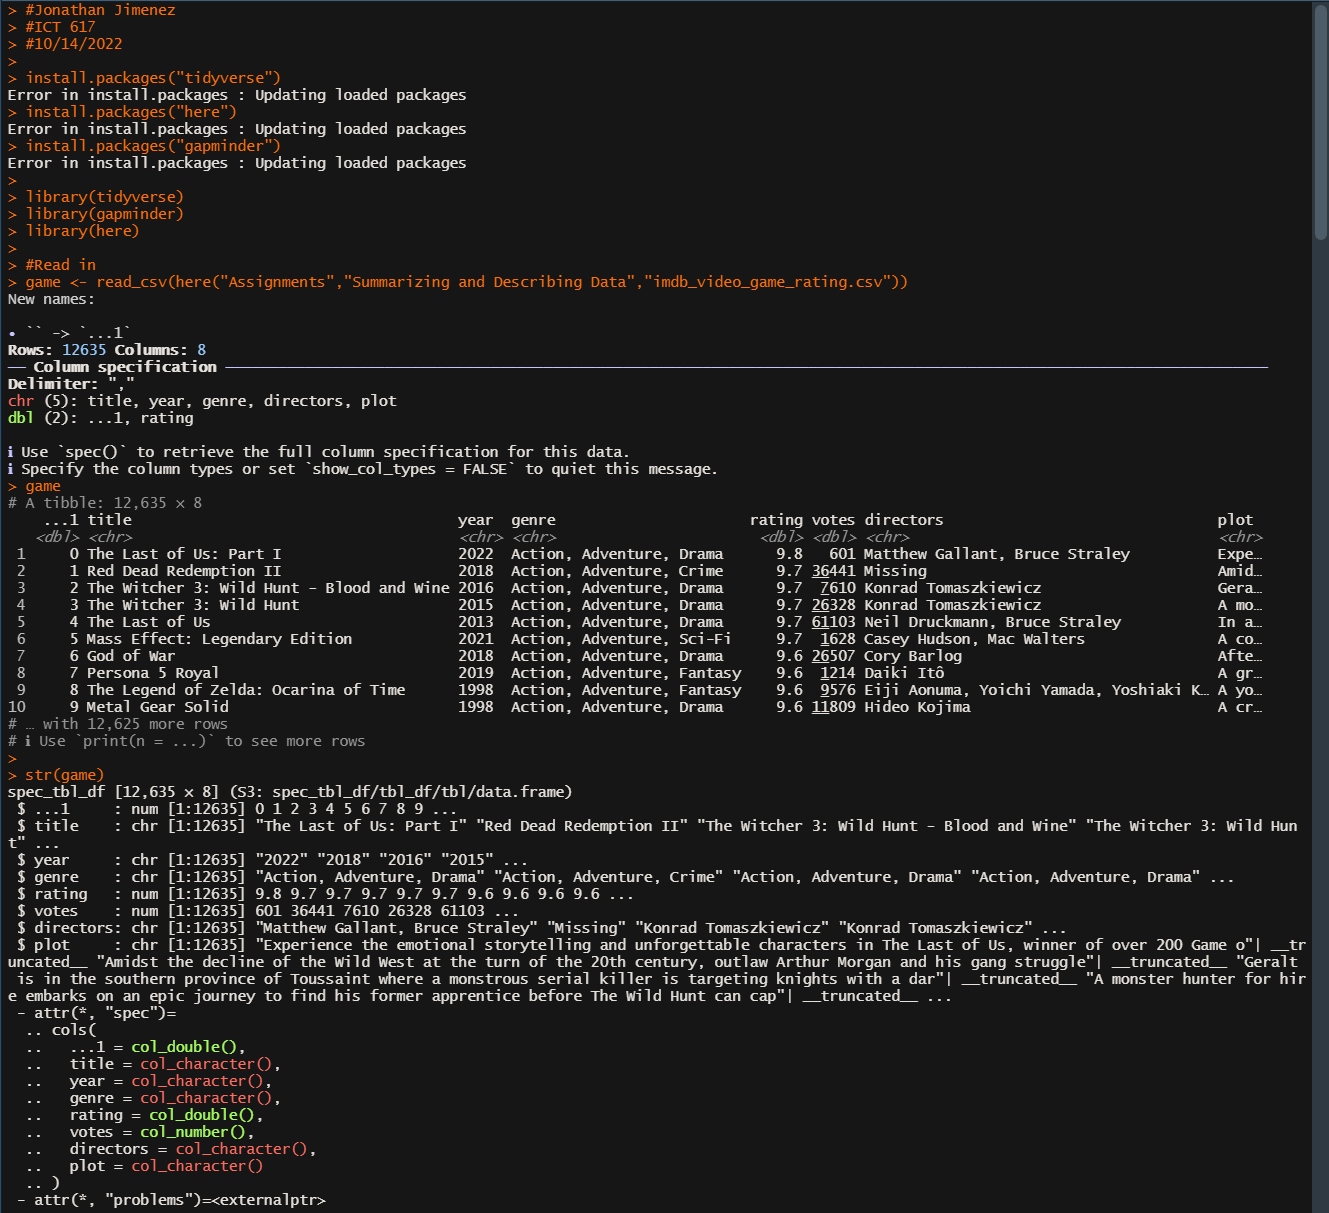 > #Jonathan Jimenez
> #ICT 617
> #10/14/2022
>
> install.packages("tidyverse")
Error in install.packages : Updating loaded packages
> install.packages("here")
Error in install.packages : Updating loaded packages
> install.packages("gapminder")
Error in install.packages : Updating loaded packages
>
> library(tidyverse)
> library(gapminder)
> library(here)
>
> #Read in
> game <- read_csv(here("Assignments","Summarizing and Describing Data","imdb_video_game_rating.csv"))
New names:
• `` -> `...1`
Rows: 12635 Columns: 8
── Column specification ──────────────────────────────
Delimiter: ","
chr (5): title, year, genre, directors, plot
dbl (2): ...1, rating
ℹ Use `spec()` to retrieve the full column specification for this data.
ℹ Specify the column types or set `show_col_types = FALSE` to quiet this message.
> game
# A tibble: 12,635 × 8
    ...1 title                                     year  genre                      rating votes directors                               plot
   <dbl> <chr>                                     <chr> <chr>                       <dbl> <dbl> <chr>                                   <chr>
 1     0 The Last of Us: Part I                    2022  Action, Adventure, Drama      9.8   601 Matthew Gallant, Bruce Straley          Expe…
 2     1 Red Dead Redemption II                    2018  Action, Adventure, Crime      9.7 36441 Missing                                 Amid…
 3     2 The Witcher 3: Wild Hunt - Blood and Wine 2016  Action, Adventure, Drama      9.7  7610 Konrad Tomaszkiewicz                    Gera…
 4     3 The Witcher 3: Wild Hunt                  2015  Action, Adventure, Drama      9.7 26328 Konrad Tomaszkiewicz                    A mo…
 5     4 The Last of Us                            2013  Action, Adventure, Drama      9.7 61103 Neil Druckmann, Bruce Straley           In a…
 6     5 Mass Effect: Legendary Edition            2021  Action, Adventure, Sci-Fi     9.7  1628 Casey Hudson, Mac Walters               A co…
 7     6 God of War                                2018  Action, Adventure, Drama      9.6 26507 Cory Barlog                             Afte…
 8     7 Persona 5 Royal                           2019  Action, Adventure, Fantasy    9.6  1214 Daiki Itô                               A gr…
 9     8 The Legend of Zelda: Ocarina of Time      1998  Action, Adventure, Fantasy    9.6  9576 Eiji Aonuma, Yoichi Yamada, Yoshiaki K… A yo…
10     9 Metal Gear Solid                          1998  Action, Adventure, Drama      9.6 11809 Hideo Kojima                            A cr…
# … with 12,625 more rows
# ℹ Use `print(n = ...)` to see more rows
>
> str(game)
spec_tbl_df [12,635 × 8] (S3: spec_tbl_df/tbl_df/tbl/data.frame)
 $ ...1     : num [1:12635] 0 1 2 3 4 5 6 7 8 9 ...
 $ title    : chr [1:12635] "The Last of Us: Part I" "Red Dead Redemption II" "The Witcher 3: Wild Hunt - Blood and Wine" "The Witcher 3: Wild Hun
t" ...
 $ year     : chr [1:12635] "2022" "2018" "2016" "2015" ...
 $ genre    : chr [1:12635] "Action, Adventure, Drama" "Action, Adventure, Crime" "Action, Adventure, Drama" "Action, Adventure, Drama" ...
 $ rating   : num [1:12635] 9.8 9.7 9.7 9.7 9.7 9.7 9.6 9.6 9.6 9.6 ...
 $ votes    : num [1:12635] 601 36441 7610 26328 61103 ...
 $ directors: chr [1:12635] "Matthew Gallant, Bruce Straley" "Missing" "Konrad Tomaszkiewicz" "Konrad Tomaszkiewicz" ...
 $ plot     : chr [1:12635] "Experience the emotional storytelling and unforgettable characters in The Last of Us, winner of over 200 Game o"| __tr
uncated__ "Amidst the decline of the Wild West at the turn of the 20th century, outlaw Arthur Morgan and his gang struggle"| __truncated__ "Geralt
 is in the southern province of Toussaint where a monstrous serial killer is targeting knights with a dar"| __truncated__ "A monster hunter for hir
e embarks on an epic journey to find his former apprentice before The Wild Hunt can cap"| __truncated__ ...
 - attr(*, "spec")=
  .. cols(
  ..   ...1 = col_double(),
  ..   title = col_character(),
  ..   year = col_character(),
  ..   genre = col_character(),
  ..   rating = col_double(),
  ..   votes = col_number(),
  ..   directors = col_character(),
  ..   plot = col_character()
  .. )
 - attr(*, "problems")=<externalptr>